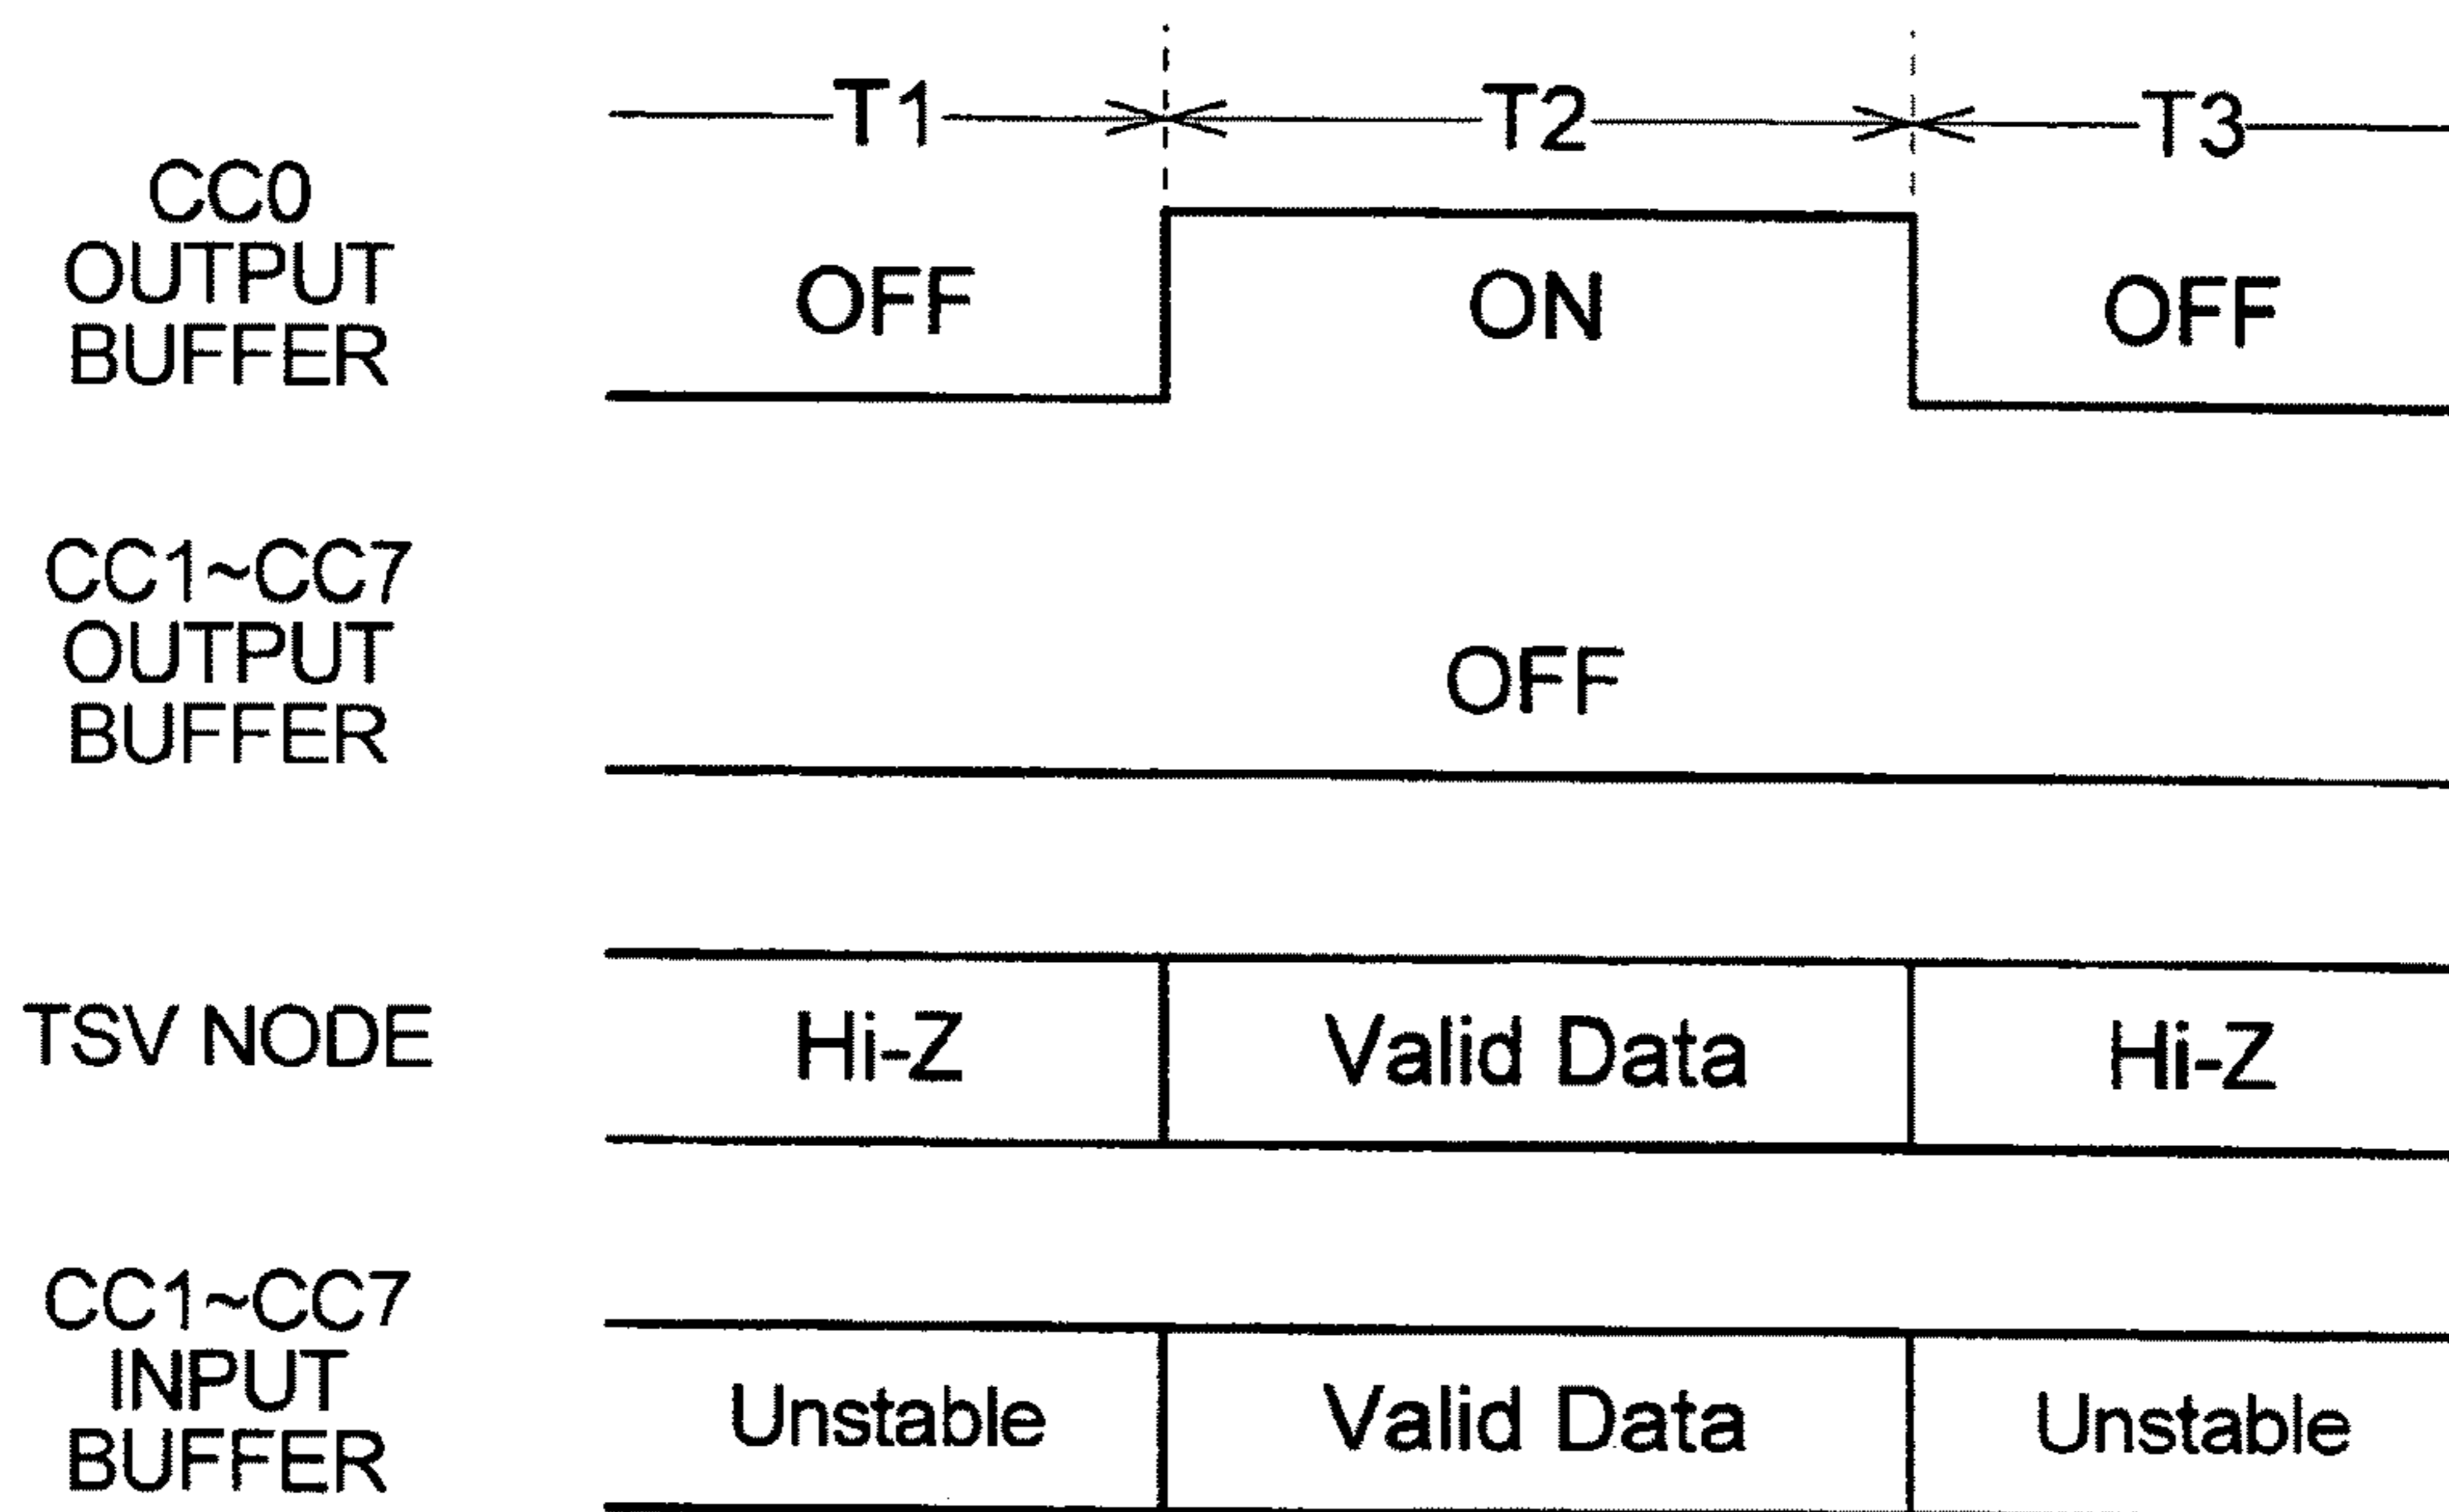 T1 T2 T3
CC0
OUTPUT
BUFFER
OFF ON OFF
CC1~CC7
OUTPUT
BUFFER
OFF
TSV NODE
Hi-Z Valid Data Hi-Z
CC1~CC7
INPUT
BUFFER
Unstable Valid Data Unstable